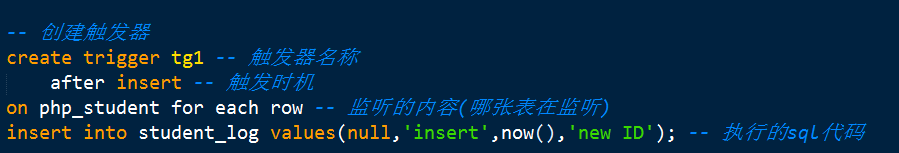 -- 创建触发器
create trigger tg1 -- 触发器名称
    after insert -- 触发时机
on php_student for each row -- 监听的内容(哪张表在监听)
insert into student_log values(null,'insert',now(),'new ID'); -- 执行的sql代码